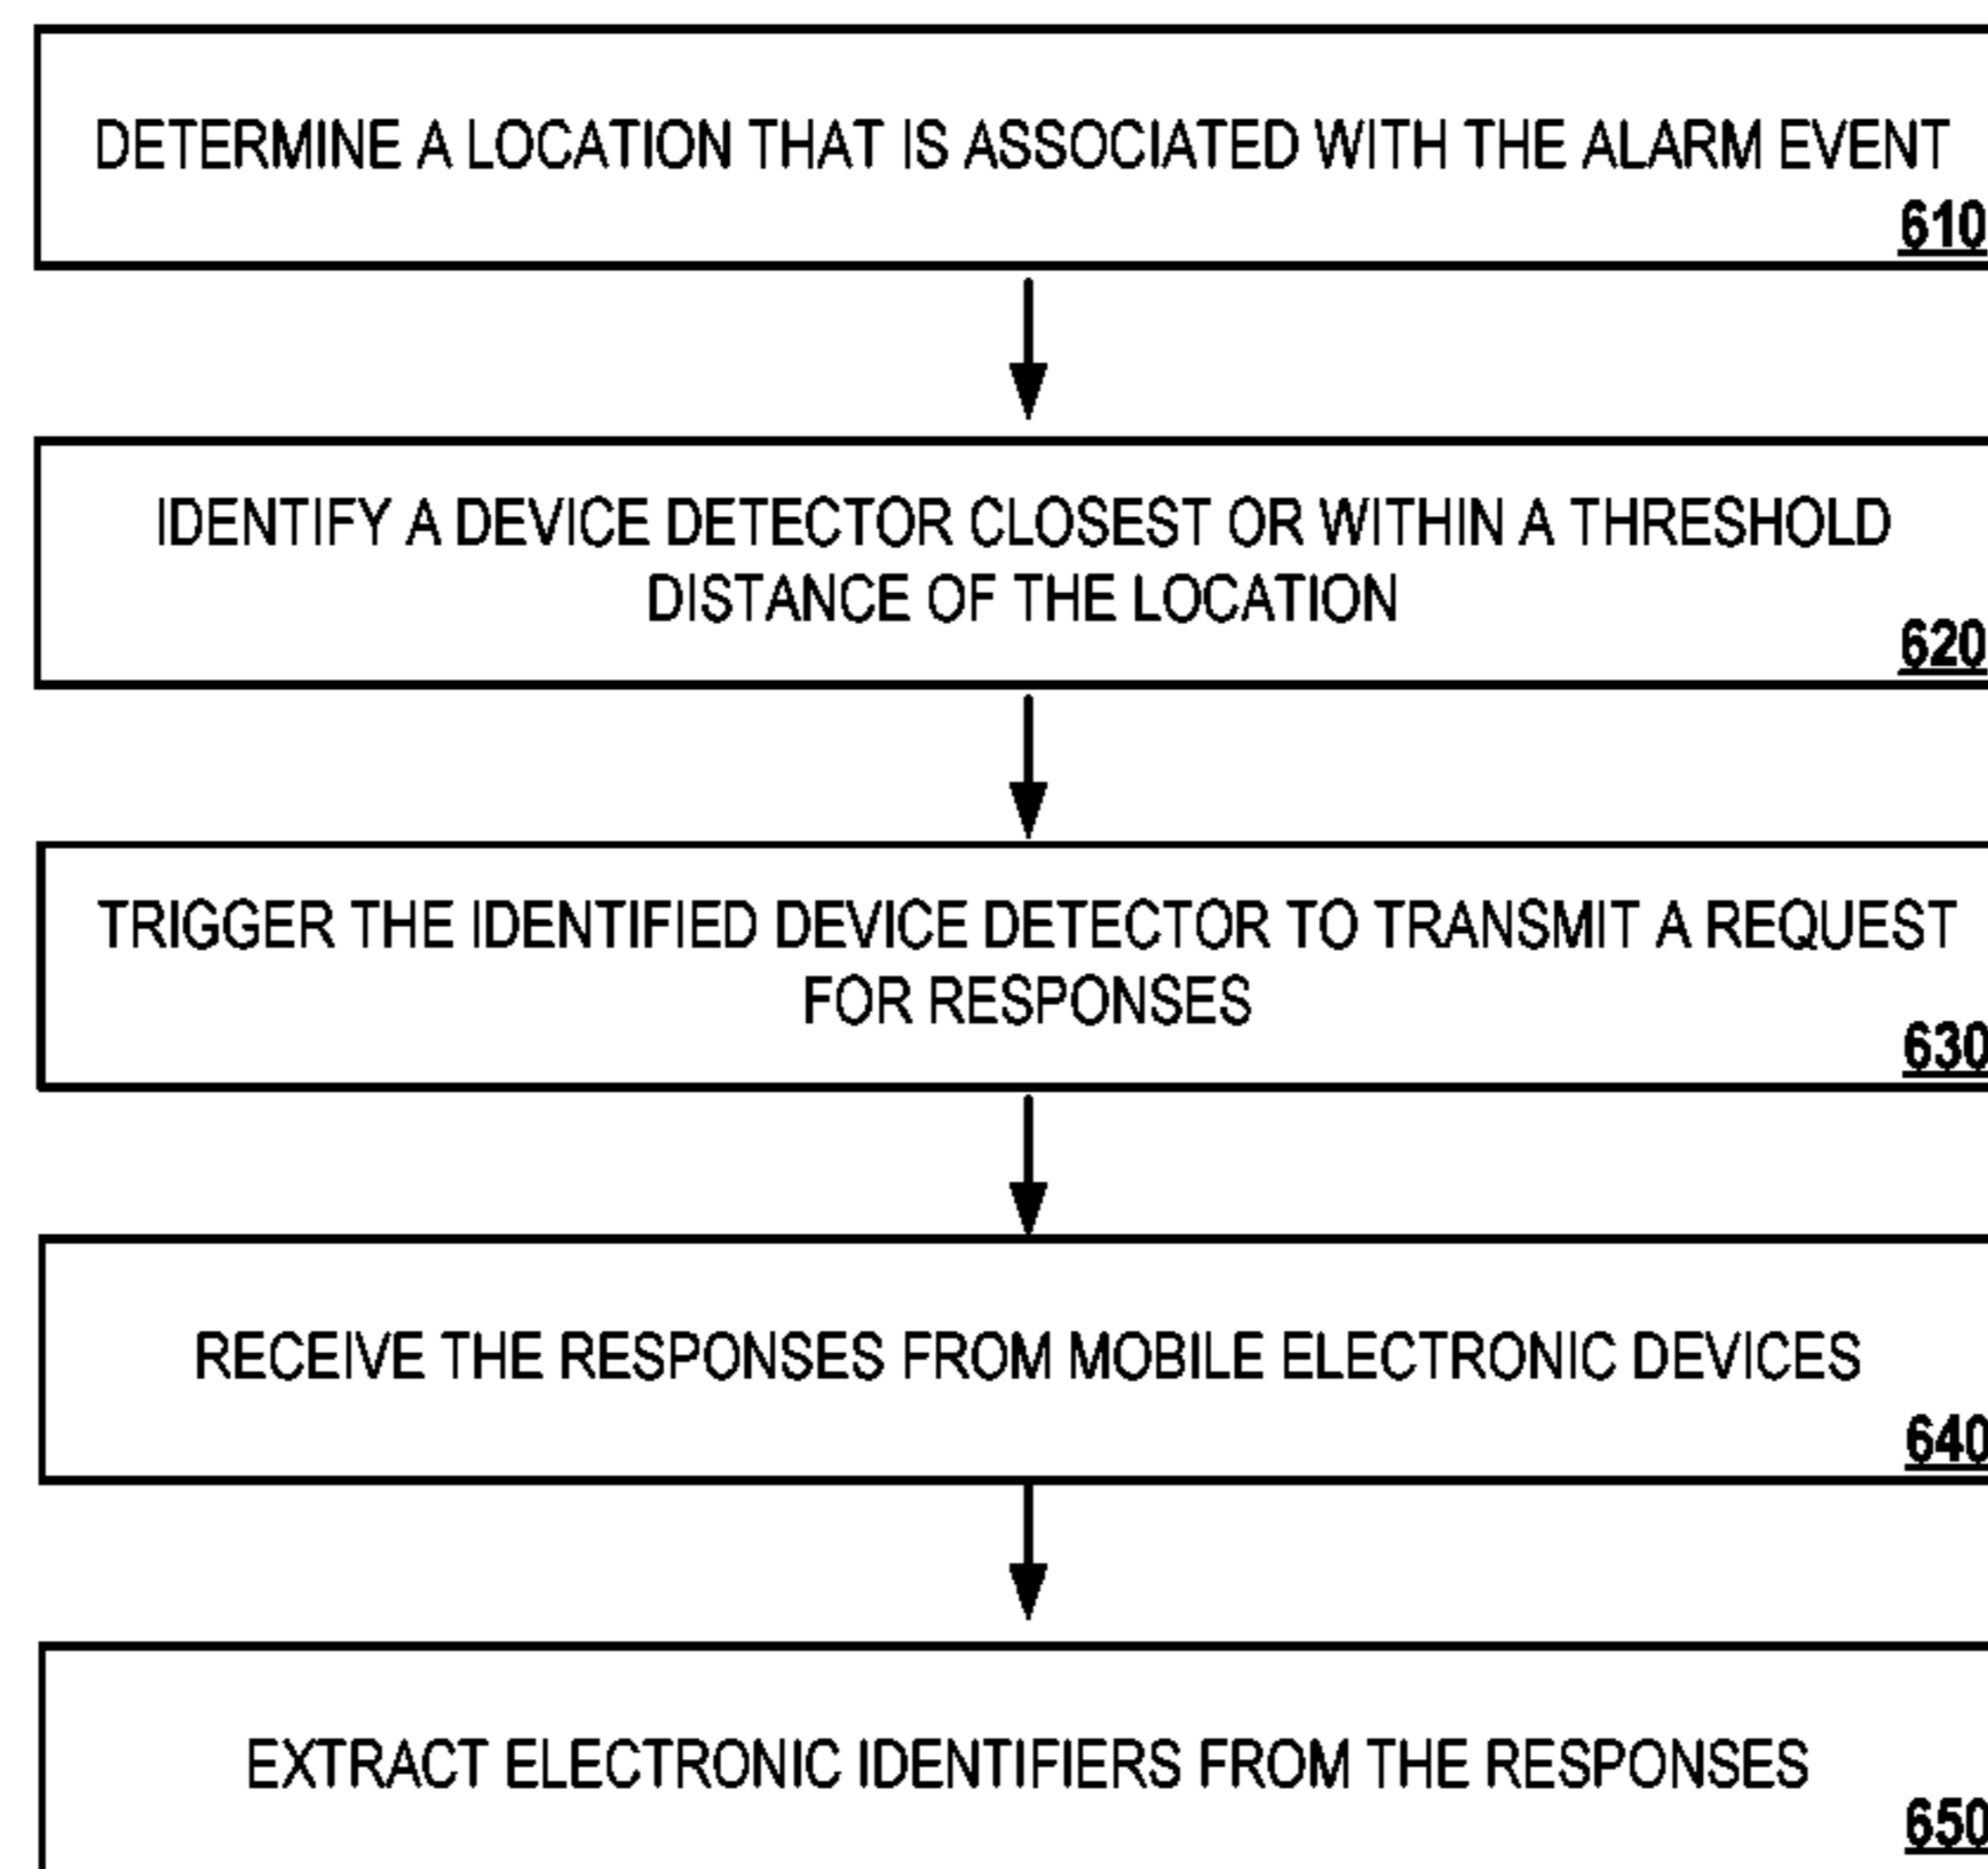 DETERMINE A LOCATION THAT IS ASSOCIATED WITH THE ALARM EVENT
610
IDENTIFY A DEVICE DETECTOR CLOSEST OR WITHIN A THRESHOLD
DISTANCE OF THE LOCATION
620
TRIGGER THE IDENTIFIED DEVICE DETECTOR TO TRANSMIT A REQUEST
FOR RESPONSES
630
RECEIVE THE RESPONSES FROM MOBILE ELECTRONIC DEVICES
640
EXTRACT ELECTRONIC IDENTIFIERS FROM THE RESPONSES
650